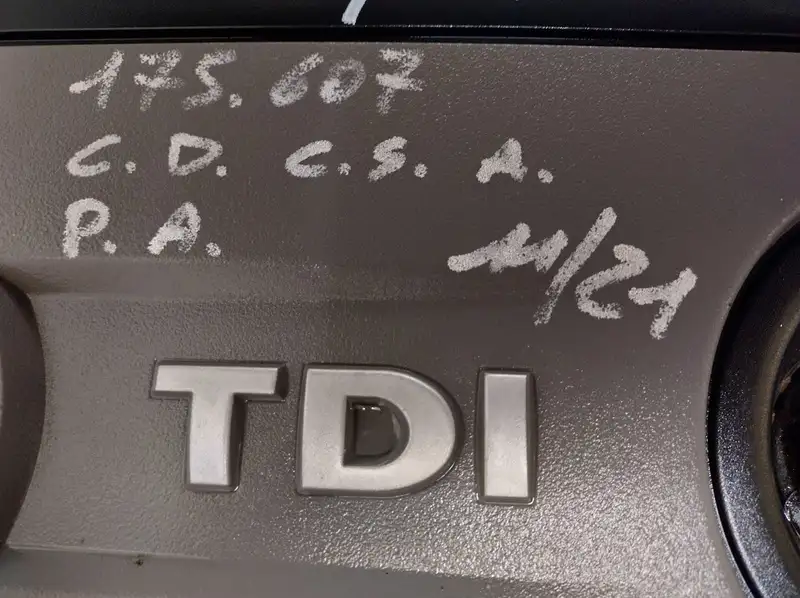 175.607
C.D. C.S. A.
P.A. 11/21
TDI